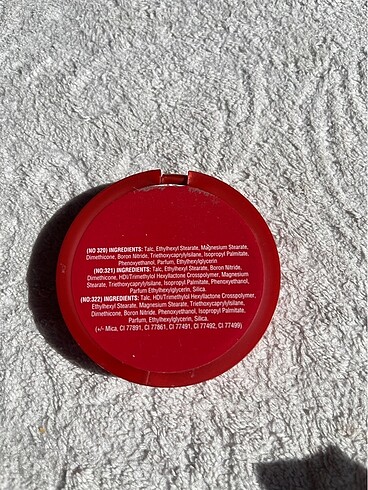 (NO 320) INGREDIENTS: Talc, Ethylhexyl Stearate, Magnesium Stearate,
Dimethicone, Boron Nitride, Triethoxycaprylylsilane, Isopropyl Palmitate,
Phenoxyethanol, Parfum, Ethylhexylglycerin
(NO:321) INGREDIENTS: Talc, Ethylhexyl Stearate, Boron Nitride,
Dimethicone, HDI/Trimethylol Hexyllactone Crosspolymer, Magnesium
Stearate, Triethoxycaprylylsilane, Isopropyl Palmitate, Phenoxyethanol,
Parfum Ethylhexylglycerin, Silica.
(NO:322) INGREDIENTS: Talc, HDI/Trimethylol Hexyllactone Crosspolymer,
Ethylhexyl Stearate, Magnesium Stearate, Triethoxycaprylylsilane,
Dimethicone, Boron Nitride, Phenoxyethanol, Isopropyl Palmitate,
Parfum, Ethylhexylglycerin, Silica.
(+/- Mica, CI 77891, CI 77861, CI 77491, CI 77492, CI 77499)